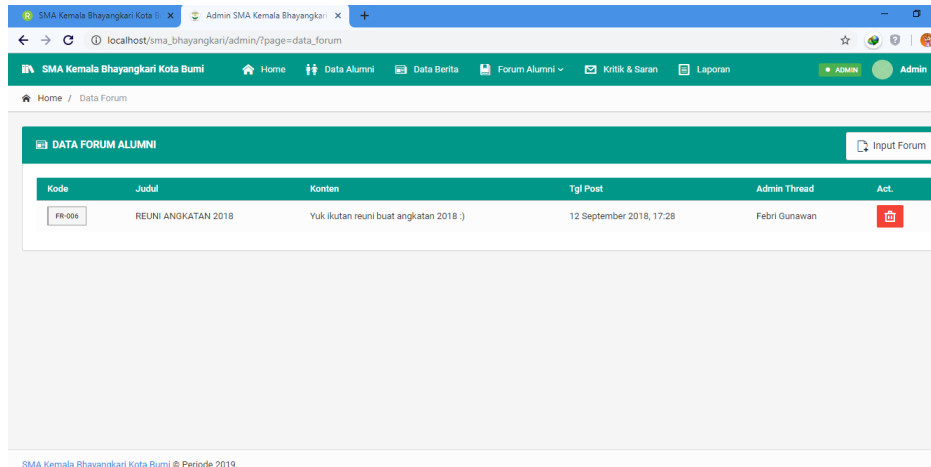 SMA Kemala Bhayangkari Kota B
Admin SMA Kemala Bhayangkari
localhost/sma_bhayangkari/admin/?page=data_forum
SMA Kemala Bhayangkari Kota Bumi Home Data Alumni Data Berita Forum Alumni Kritik & Saran Laporan ADMIN Admin
Home / Data Forum
DATA FORUM ALUMNI Input Forum
Kode Judul Konten Tgl Post Admin Thread Act.
FR-006 REUNI ANGKATAN 2018 Yuk ikutan reuni buat angkatan 2018 :) 12 September 2018, 17:28 Febri Gunawan
SMA Kemala Bhayangkari Kota Bumi © Periode 2019